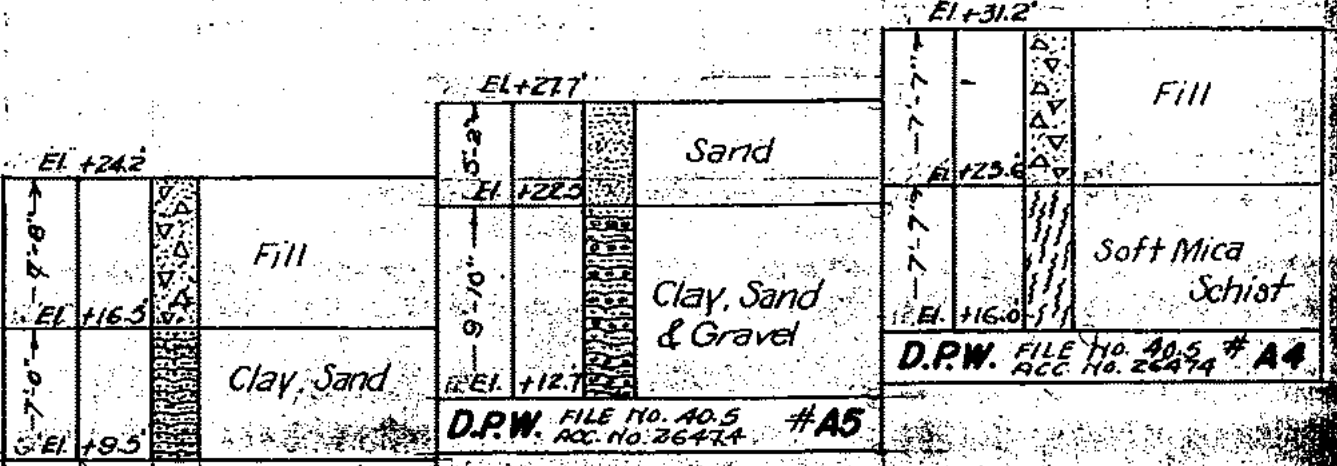 El. +24.2'
Fill
El. +16.5'
7'-0"
Clay, Sand
El. +9.5'
El. +27.7'
5'-2"
Sand
El. +22.5
9'-10"
Clay, Sand
& Gravel
El. +12.7
D.P.W. FILE NO. 40.5 #A5
ACC. NO. 26474
El. +31.2'
7'-7"
Fill
El. +23.6'
7'-7"
Soft Mica
Schist
El. +16.0'
D.P.W. FILE NO. 40.5 # A4
ACC. NO. 26474